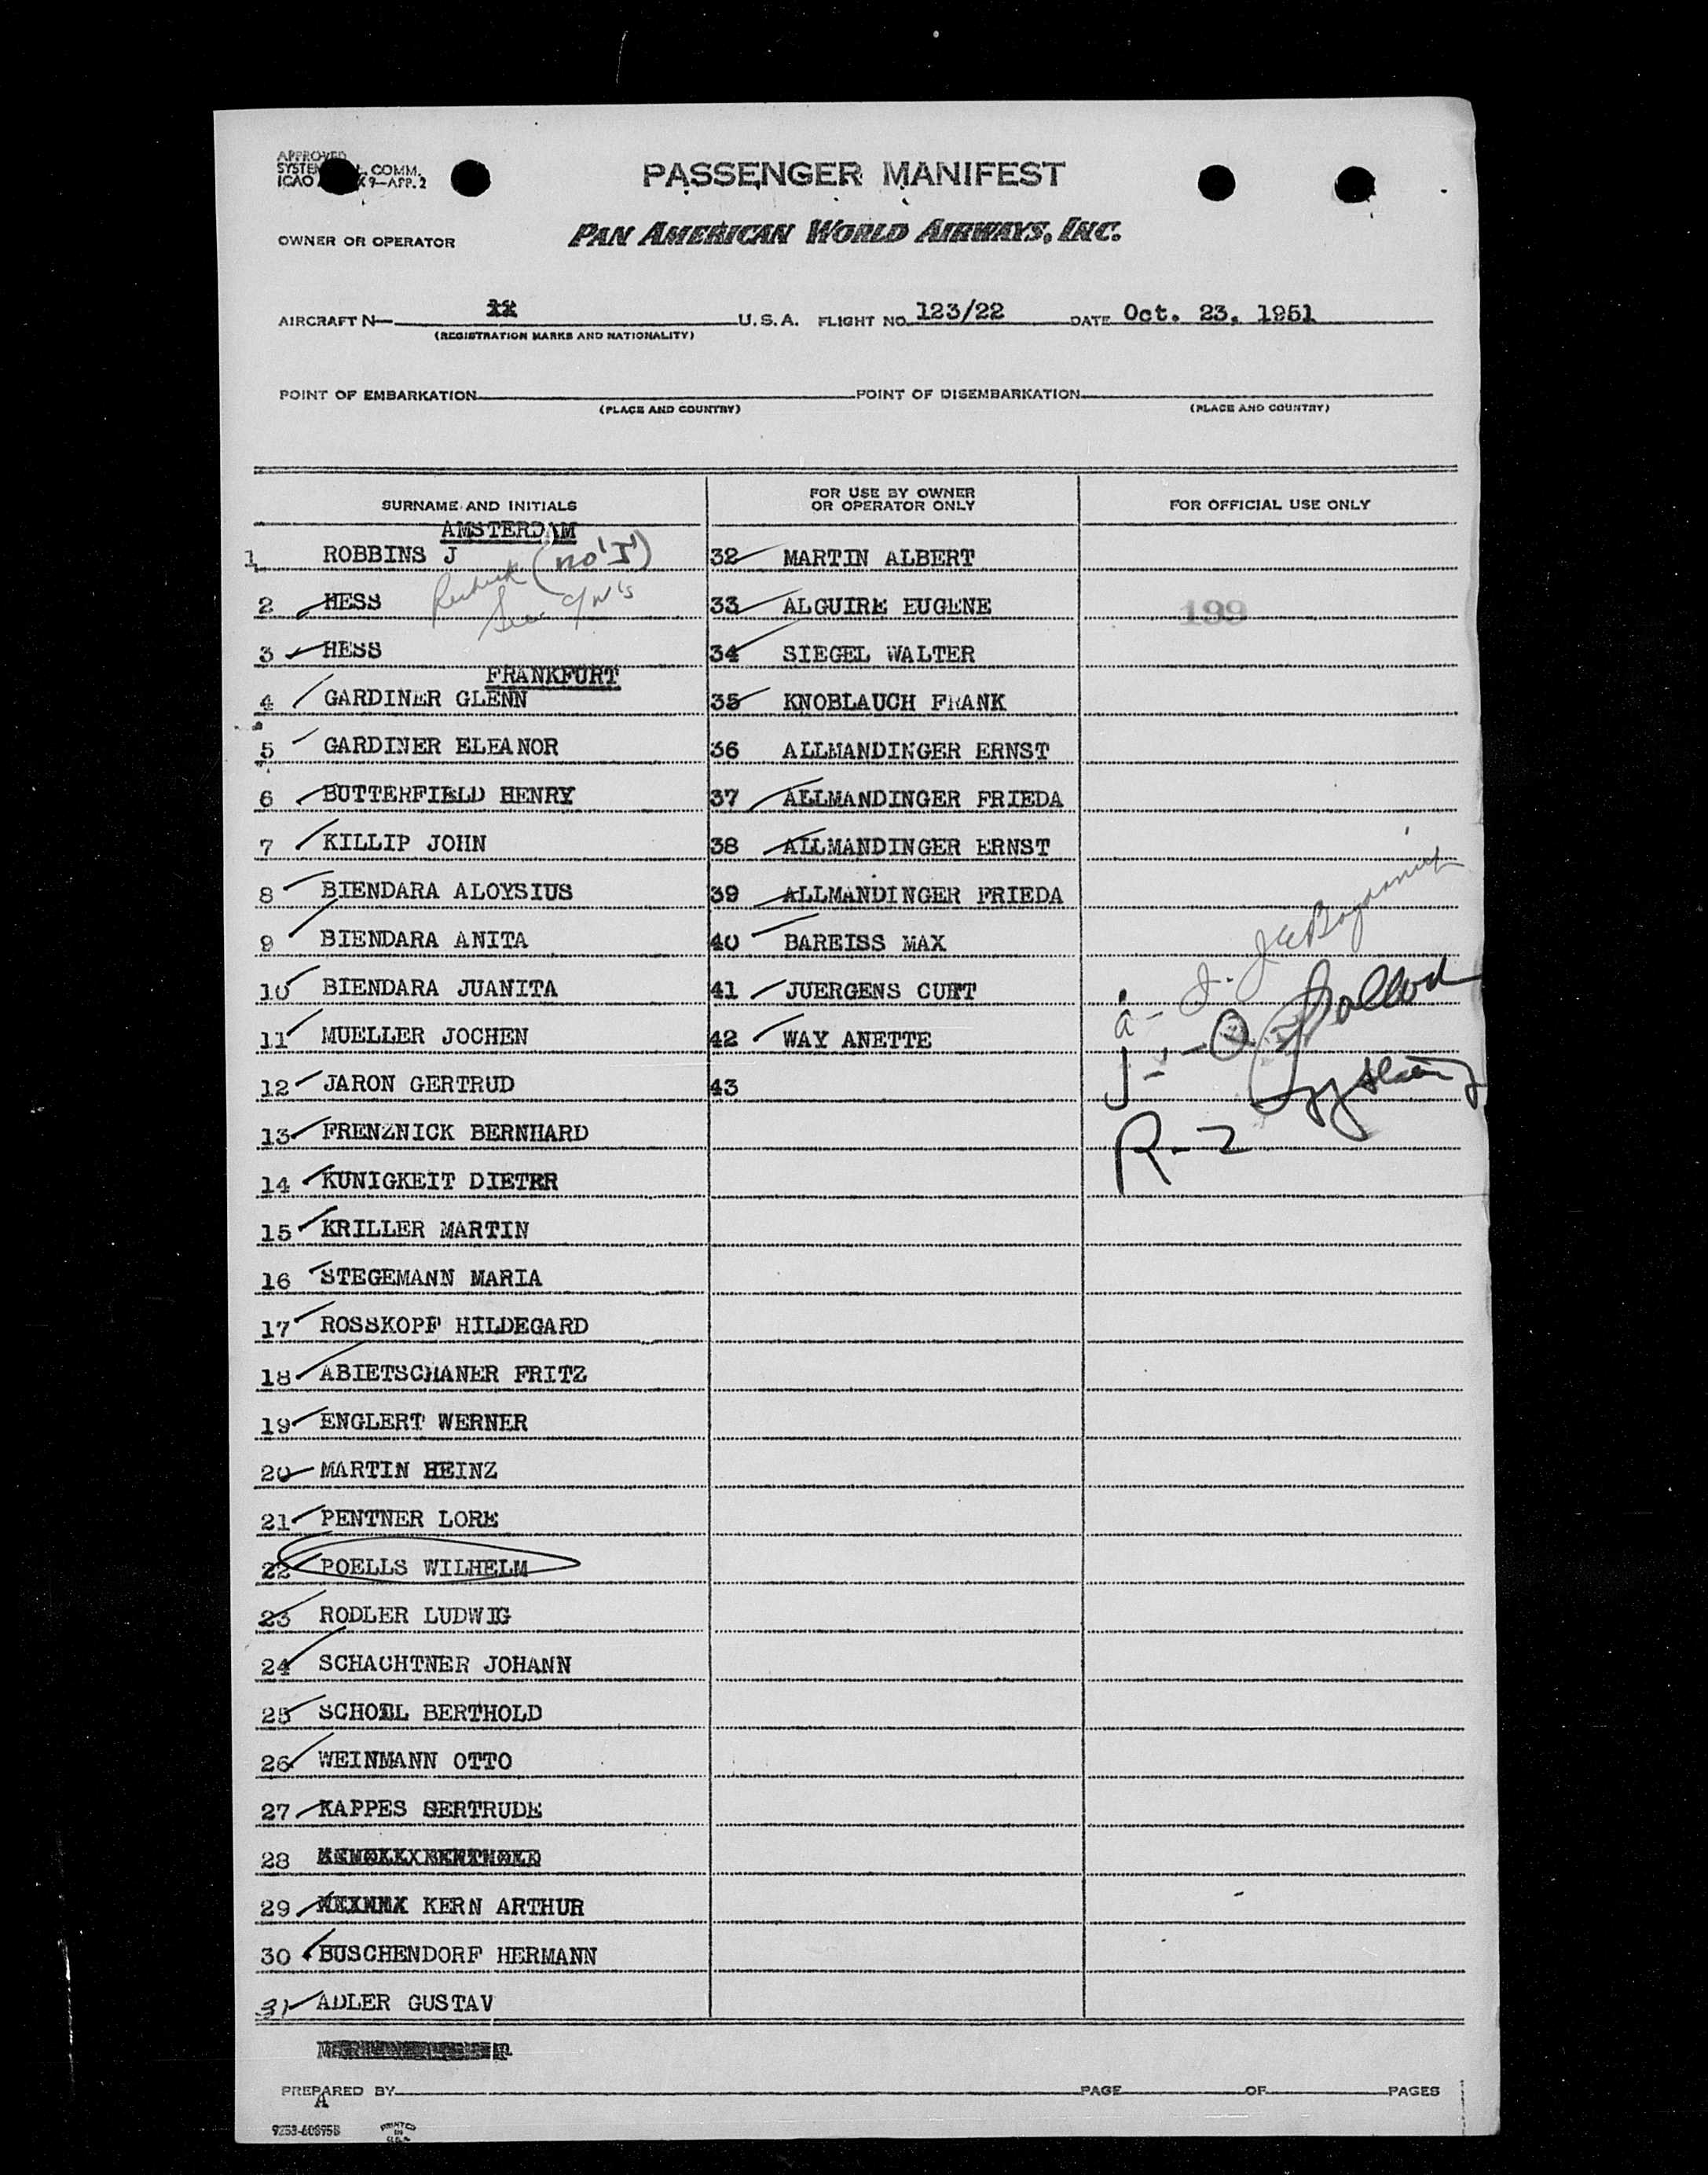 APPROVED
SYSTEM COMM.
ICAO 9-APP. 2
PASSENGER MANIFEST
OWNER OR OPERATOR PAN AMERICAN WORLD AIRWAYS, INC.
AIRCRAFT N— U.S.A. FLIGHT NO. 123/22 DATE Oct. 23, 1951
(REGISTRATION MARKS AND NATIONALITY)
POINT OF EMBARKATION POINT OF DISEMBARKATION
(PLACE AND COUNTRY) (PLACE AND COUNTRY)
SURNAME AND INITIALS
AMSTERDAM
1 ROBBINS J (no 'I')
2 HESS
See c/n's
3 HESS
FRANKFURT
4 GARDINER GLENN
5 GARDINER ELEANOR
6 BUTTERFIELD HENRY
7 KILLIP JOHN
8 BIENDARA ALOYSIUS
9 BIENDARA ANITA
10 BIENDARA JUANITA
11 MUELLER JOCHEN
12 JARON GERTRUD
13 FRENZNICK BERNHARD
14 KUNIGKEIT DIETER
15 KRILLER MARTIN
16 STEGEMANN MARIA
17 ROSSKOPF HILDEGARD
18 ABIETSCHANER FRITZ
19 ENGLERT WERNER
20 MARTIN HEINZ
21 PENTNER LORE
22 POELLS WILHELM
23 RODLER LUDWIG
24 SCHACHTNER JOHANN
25 SCHOEL BERTHOLD
26 WEINMANN OTTO
27 KAPPES GERTRUDE
28
29 KERN ARTHUR
30 BUSCHENDORF HERMANN
31 ADLER GUSTAV
FOR USE BY OWNER
OR OPERATOR ONLY
32 MARTIN ALBERT
33 ALGUIRE EUGENE
34 SIEGEL WALTER
35 KNOBLAUCH FRANK
36 ALLMANDINGER ERNST
37 ALLMANDINGER FRIEDA
38 ALLMANDINGER ERNST
39 ALLMANDINGER FRIEDA
40 BAREISS MAX
41 JUERGENS CURT
42 WAY ANETTE
43
FOR OFFICIAL USE ONLY
199
R-2
PREPARED BY PAGE OF PAGES
A
9253-60895B
PRINTED
IN
U.S.A.